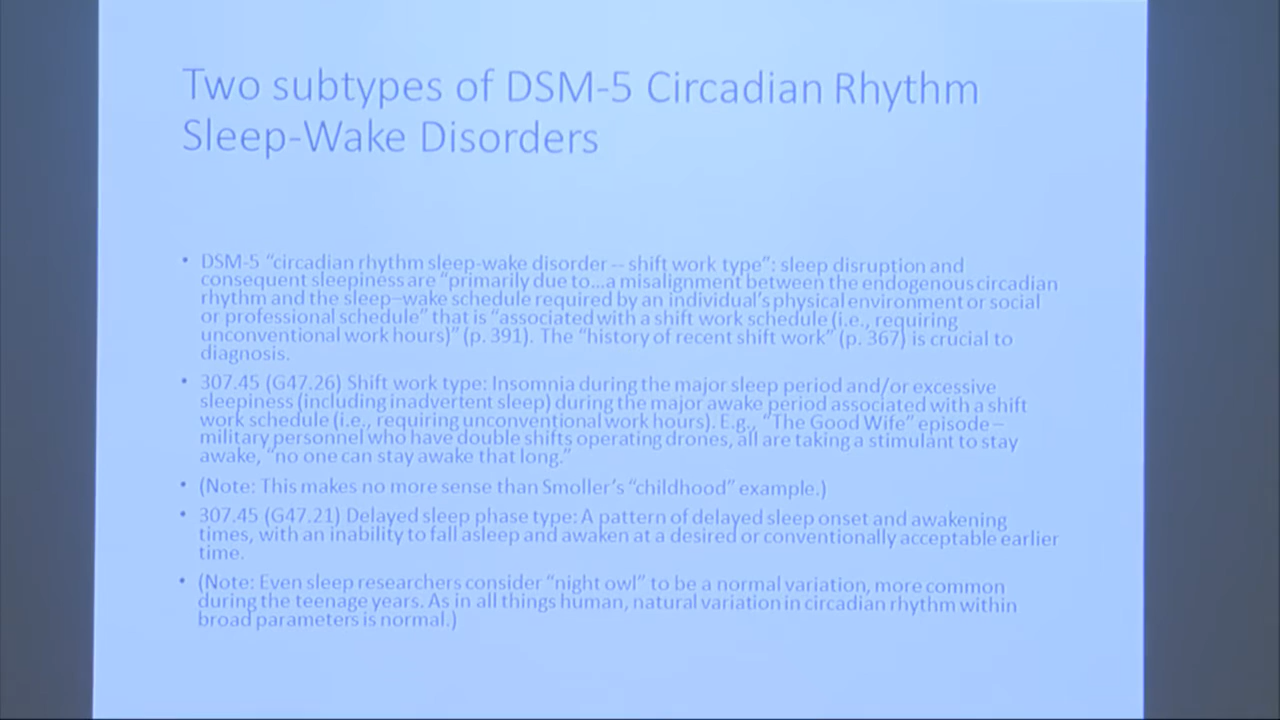 Two subtypes of DSM-5 Circadian Rhythm
Sleep-Wake Disorders
• DSM-5 “circadian rhythm sleep-wake disorder -- shift work type”: sleep disruption and
consequent sleepiness are “primarily due to...a misalignment between the endogenous circadian
rhythm and the sleep–wake schedule required by an individual’s physical environment or social
or professional schedule” that is “associated with a shift work schedule (i.e., requiring
unconventional work hours)” (p. 391). The “history of recent shift work” (p. 367) is crucial to
diagnosis.
• 307.45 (G47.26) Shift work type: Insomnia during the major sleep period and/or excessive
sleepiness (including inadvertent sleep) during the major awake period associated with a shift
work schedule (i.e., requiring unconventional work hours). E.g., “The Good Wife” episode –
military personnel who have double shifts operating drones, all are taking a stimulant to stay
awake, “no one can stay awake that long.”
• (Note: This makes no more sense than Smoller’s “childhood” example.)
• 307.45 (G47.21) Delayed sleep phase type: A pattern of delayed sleep onset and awakening
times, with an inability to fall asleep and awaken at a desired or conventionally acceptable earlier
time.
• (Note: Even sleep researchers consider “night owl” to be a normal variation, more common
during the teenage years. As in all things human, natural variation in circadian rhythm within
broad parameters is normal.)